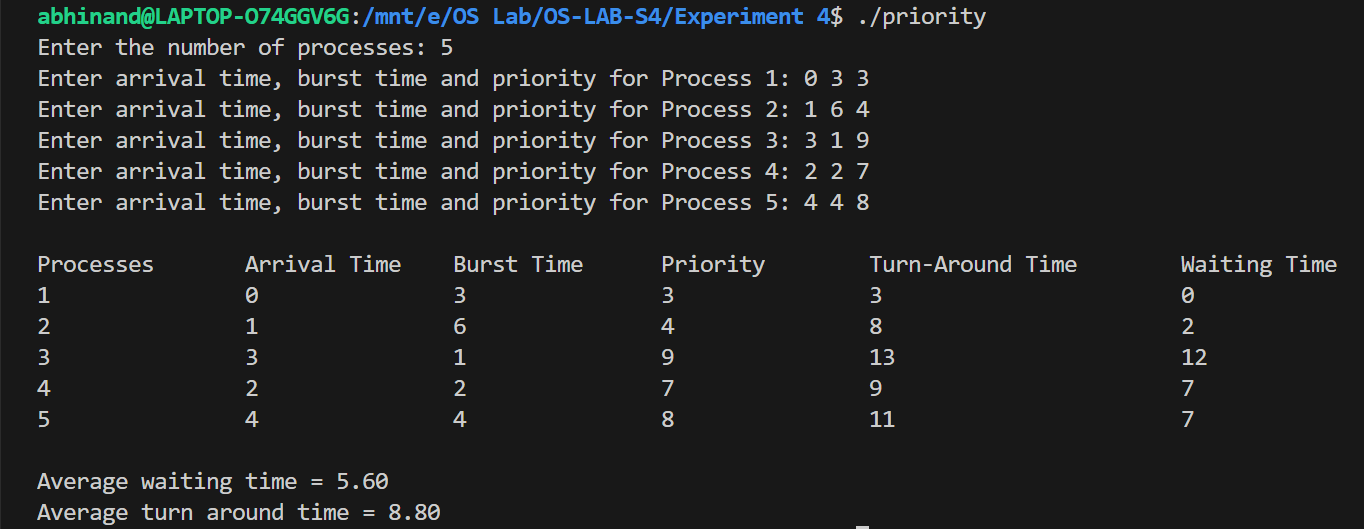 abhinand@LAPTOP-O74GGV6G:/mnt/e/OS Lab/OS-LAB-S4/Experiment 4$ ./priority
Enter the number of processes: 5
Enter arrival time, burst time and priority for Process 1: 0 3 3
Enter arrival time, burst time and priority for Process 2: 1 6 4
Enter arrival time, burst time and priority for Process 3: 3 1 9
Enter arrival time, burst time and priority for Process 4: 2 2 7
Enter arrival time, burst time and priority for Process 5: 4 4 8
Processes Arrival Time Burst Time Priority Turn-Around Time Waiting Time
1 0 3 3 3 0
2 1 6 4 8 2
3 3 1 9 13 12
4 2 2 7 9 7
5 4 4 8 11 7
Average waiting time = 5.60
Average turn around time = 8.80